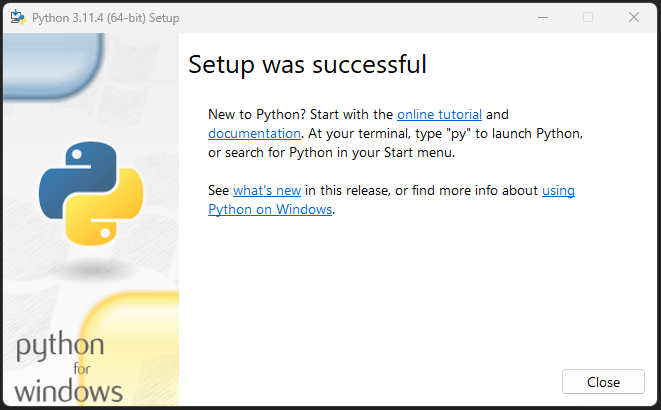 Python 3.11.4 (64-bit) Setup
Setup was successful
New to Python? Start with the online tutorial and
documentation. At your terminal, type "py" to launch Python,
or search for Python in your Start menu.
See what's new in this release, or find more info about using
Python on Windows.
python
for
windows
Close